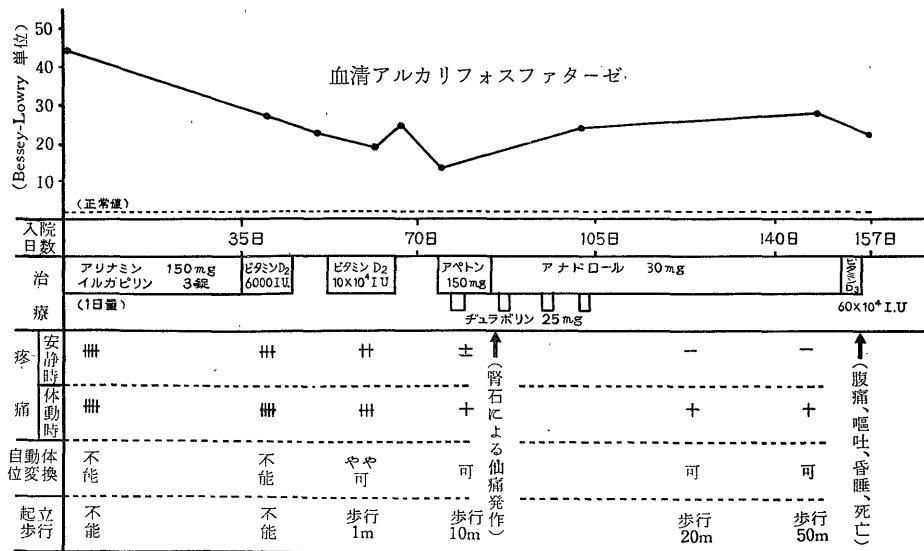 血清アルカリフォスファターゼ
(Bessey-Lowry 単位)
50
40
30
20
10
(正常値)
入院日数
35日
70日
105日
140日
157日
治療
アリナミン 150mg
イルガピリン 3錠
(1日量)
ビタミンD2
6000I.U.
ビタミン D2
10×10⁴I.U
アペトン
150mg
アナドロール 30mg
ビタミンD3
60×10⁴I.U
ヂュラボリン 25mg
疼痛
安静時
卌 卅 廾 ± − −
体動時
卌 卌 卅 + + +
(腎石による仙痛発作)
(腹痛、嘔吐、昏睡、死亡)
自動体位変換
不能 不能 やや可 可 可 可
起立歩行
不能 不能 歩行1m 歩行10m 歩行20m 歩行50m